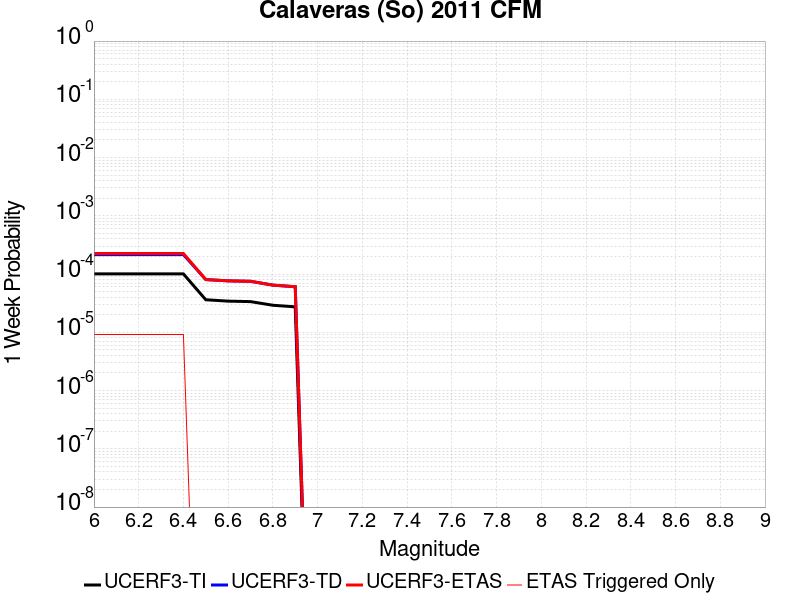 Calaveras (So) 2011 CFM
10 0
10 -1
10 -2
10 -3
10 -4
10 -5
10 -6
10 -7
10 -8
1 Week Probability
6 6.2 6.4 6.6 6.8 7 7.2 7.4 7.6 7.8 8 8.2 8.4 8.6 8.8 9
Magnitude
UCERF3-TI UCERF3-TD UCERF3-ETAS ETAS Triggered Only